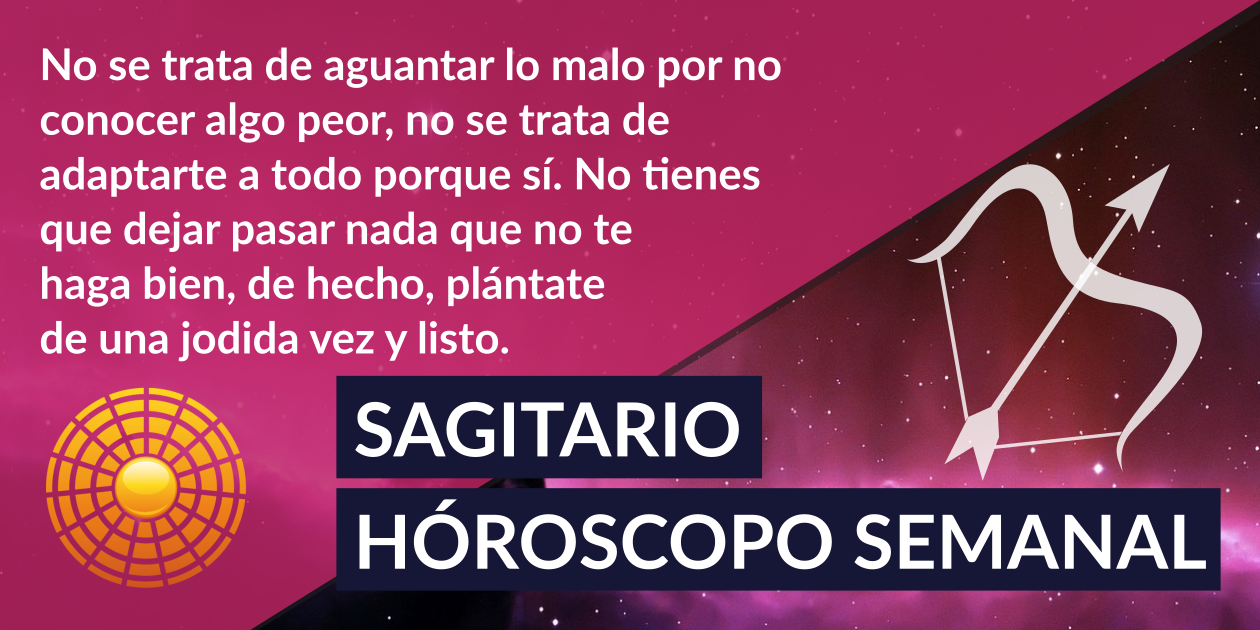 No se trata de aguantar lo malo por no
conocer algo peor, no se trata de
adaptarte a todo porque sí. No tienes
que dejar pasar nada que no te
haga bien, de hecho, plántate
de una jodida vez y listo.
SAGITARIO
HÓROSCOPO SEMANAL